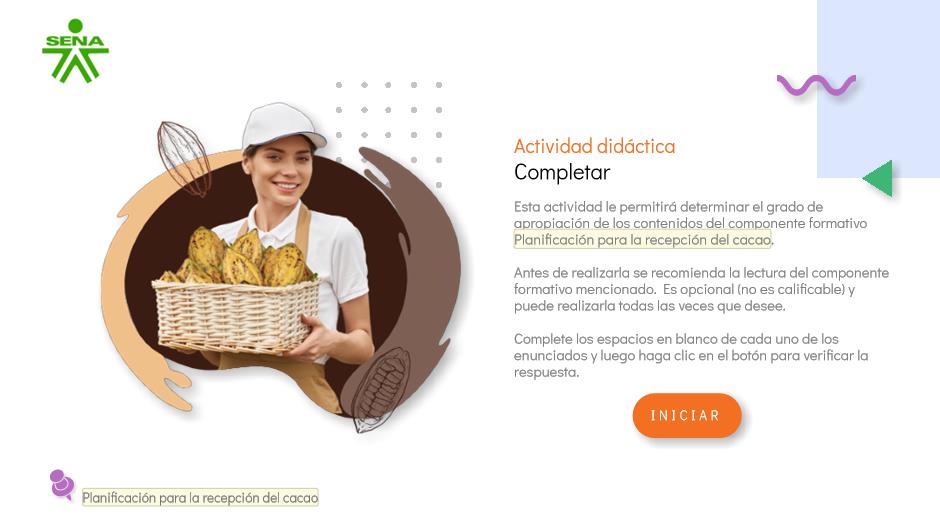 SENA
Actividad didáctica
Completar
Esta actividad le permitirá determinar el grado de
apropiación de los contenidos del componente formativo
Planificación para la recepción del cacao.
Antes de realizarla se recomienda la lectura del componente
formativo mencionado. Es opcional (no es calificable) y
puede realizarla todas las veces que desee.
Complete los espacios en blanco de cada uno de los
enunciados y luego haga clic en el botón para verificar la
respuesta.
INICIAR
Planificación para la recepción del cacao